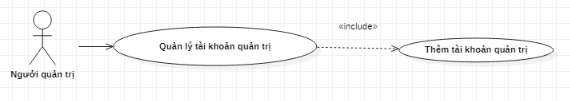 «include»
Quản lý tài khoản quản trị
Thêm tài khoản quản trị
Người quản trị